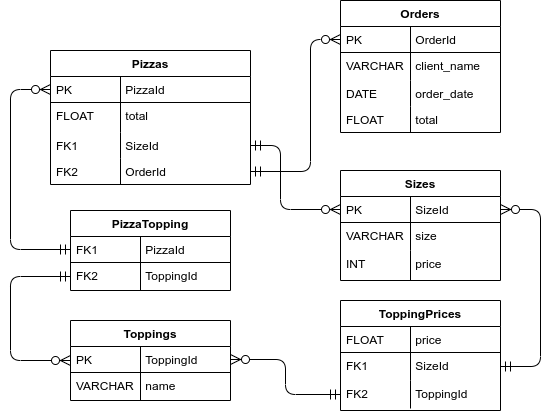 Orders
PK OrderId
VARCHAR client_name
DATE order_date
FLOAT total
Pizzas
PK PizzaId
FLOAT total
FK1 SizeId
FK2 OrderId
Sizes
PK SizeId
VARCHAR size
INT price
PizzaTopping
FK1 PizzaId
FK2 ToppingId
ToppingPrices
FLOAT price
FK1 SizeId
FK2 ToppingId
Toppings
PK ToppingId
VARCHAR name